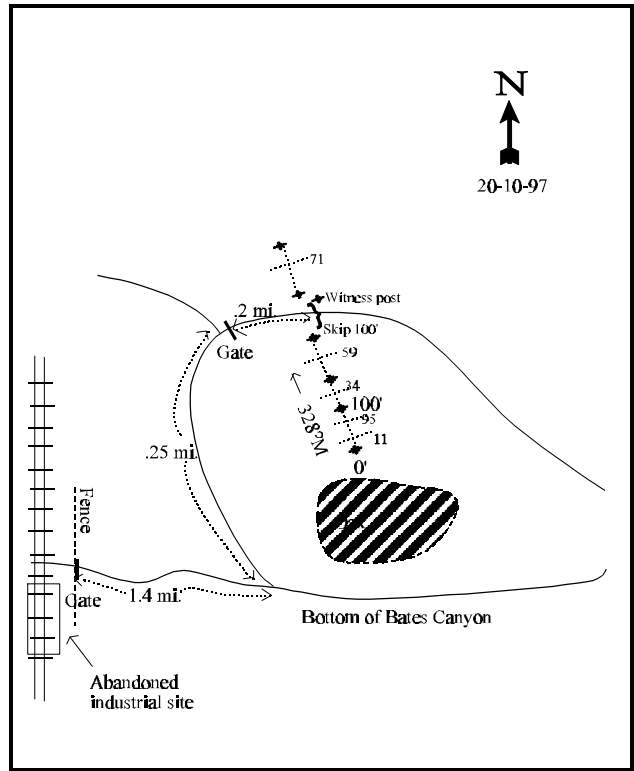 N
20-10-97
71
Witness post
.2 mi.
Skip 100'
Gate
59
34
100'
95
328ºM
11
.25 mi.
0'
Fence
Gate
1.4 mi.
Bottom of Bates Canyon
Abandoned
industrial site